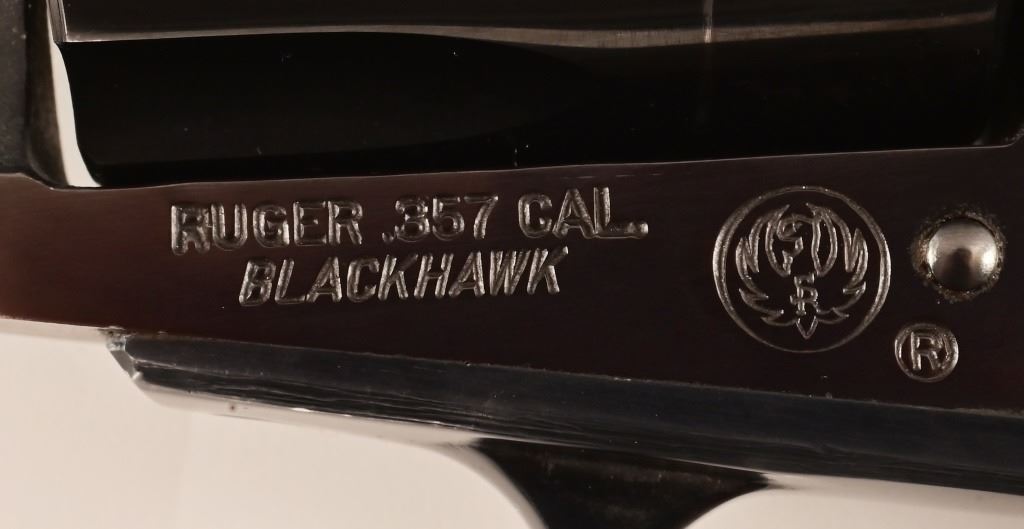 RUGER .357 CAL.
BLACKHAWK
®